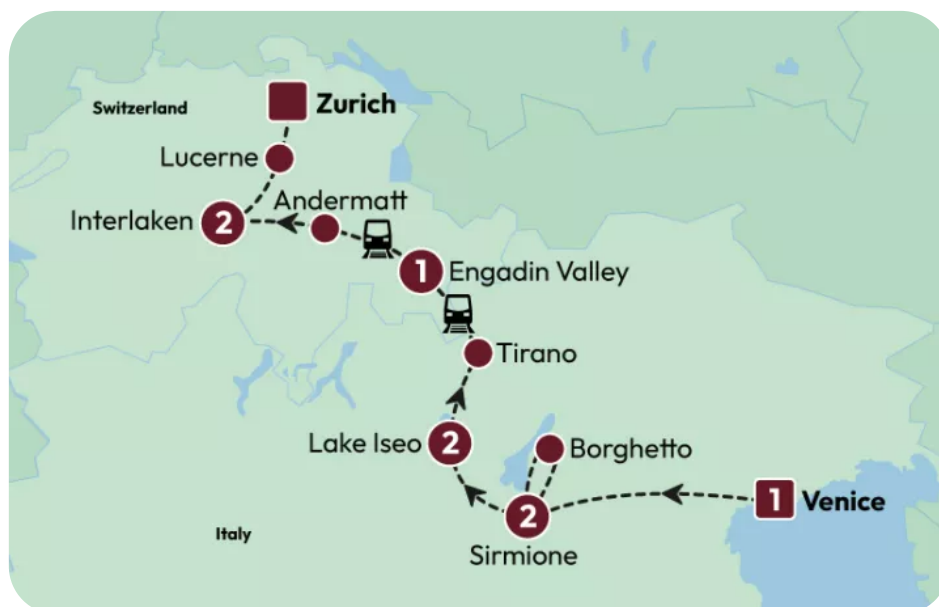 Switzerland
Zurich
Lucerne
Andermatt
Interlaken
2
1
Engadin Valley
Tirano
Lake Iseo
2
Borghetto
1
Venice
2
Sirmione
Italy